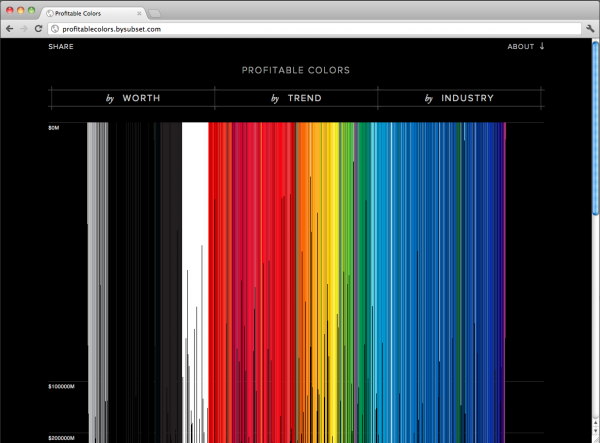 Profitable Colors
profitablecolors.bysubset.com
SHARE
ABOUT ↓
PROFITABLE COLORS
by WORTH
by TREND
by INDUSTRY
$0M
$100000M
$200000M